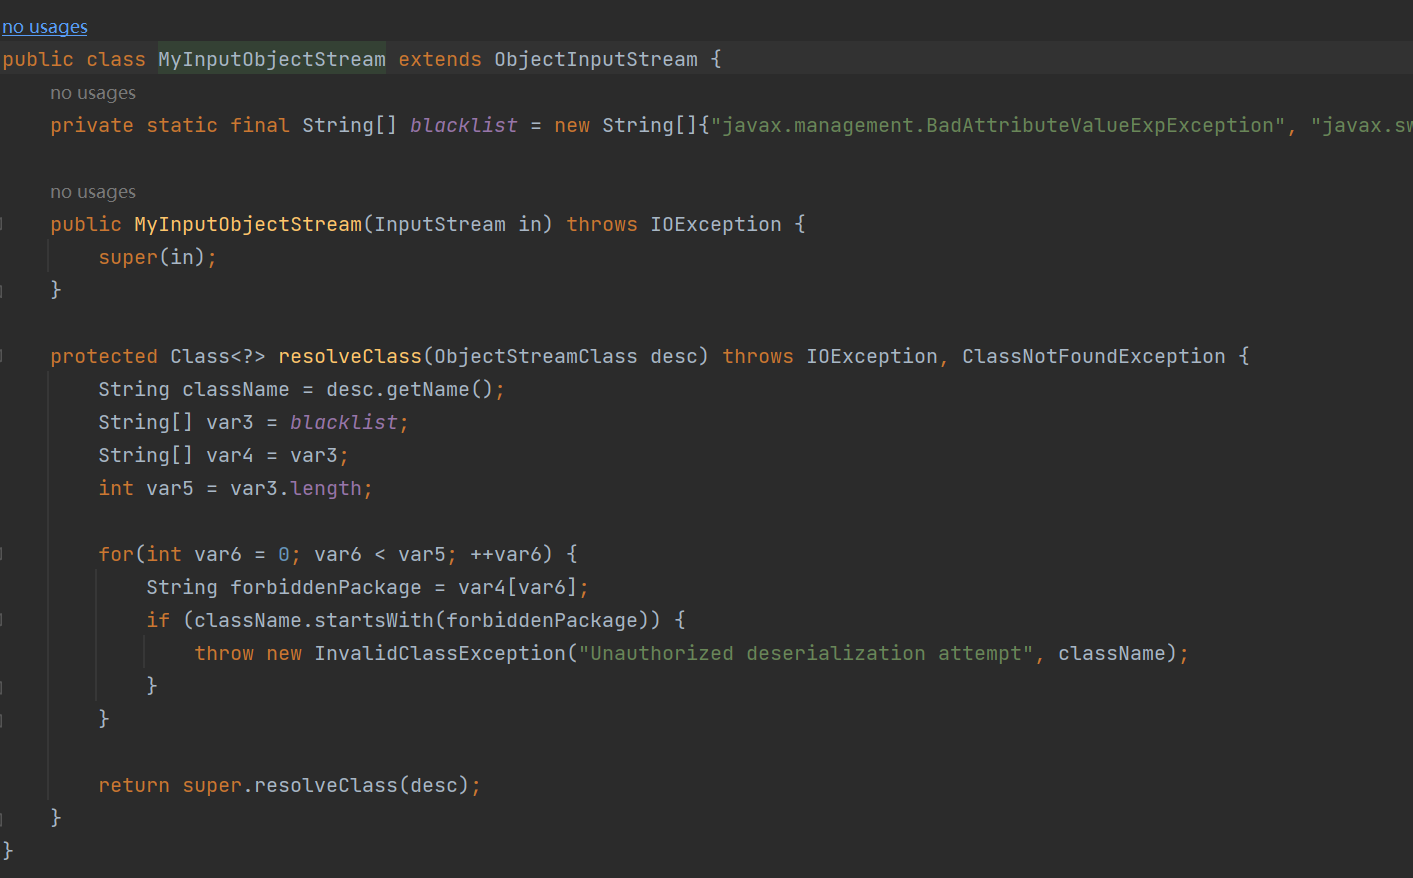 no usages
public class MyInputObjectStream extends ObjectInputStream {
no usages
private static final String[] blacklist = new String[]{"javax.management.BadAttributeValueExpException", "javax.sw
no usages
public MyInputObjectStream(InputStream in) throws IOException {
super(in);
}
protected Class<?> resolveClass(ObjectStreamClass desc) throws IOException, ClassNotFoundException {
String className = desc.getName();
String[] var3 = blacklist;
String[] var4 = var3;
int var5 = var3.length;
for(int var6 = 0; var6 < var5; ++var6) {
String forbiddenPackage = var4[var6];
if (className.startsWith(forbiddenPackage)) {
throw new InvalidClassException("Unauthorized deserialization attempt", className);
}
}
return super.resolveClass(desc);
}
}